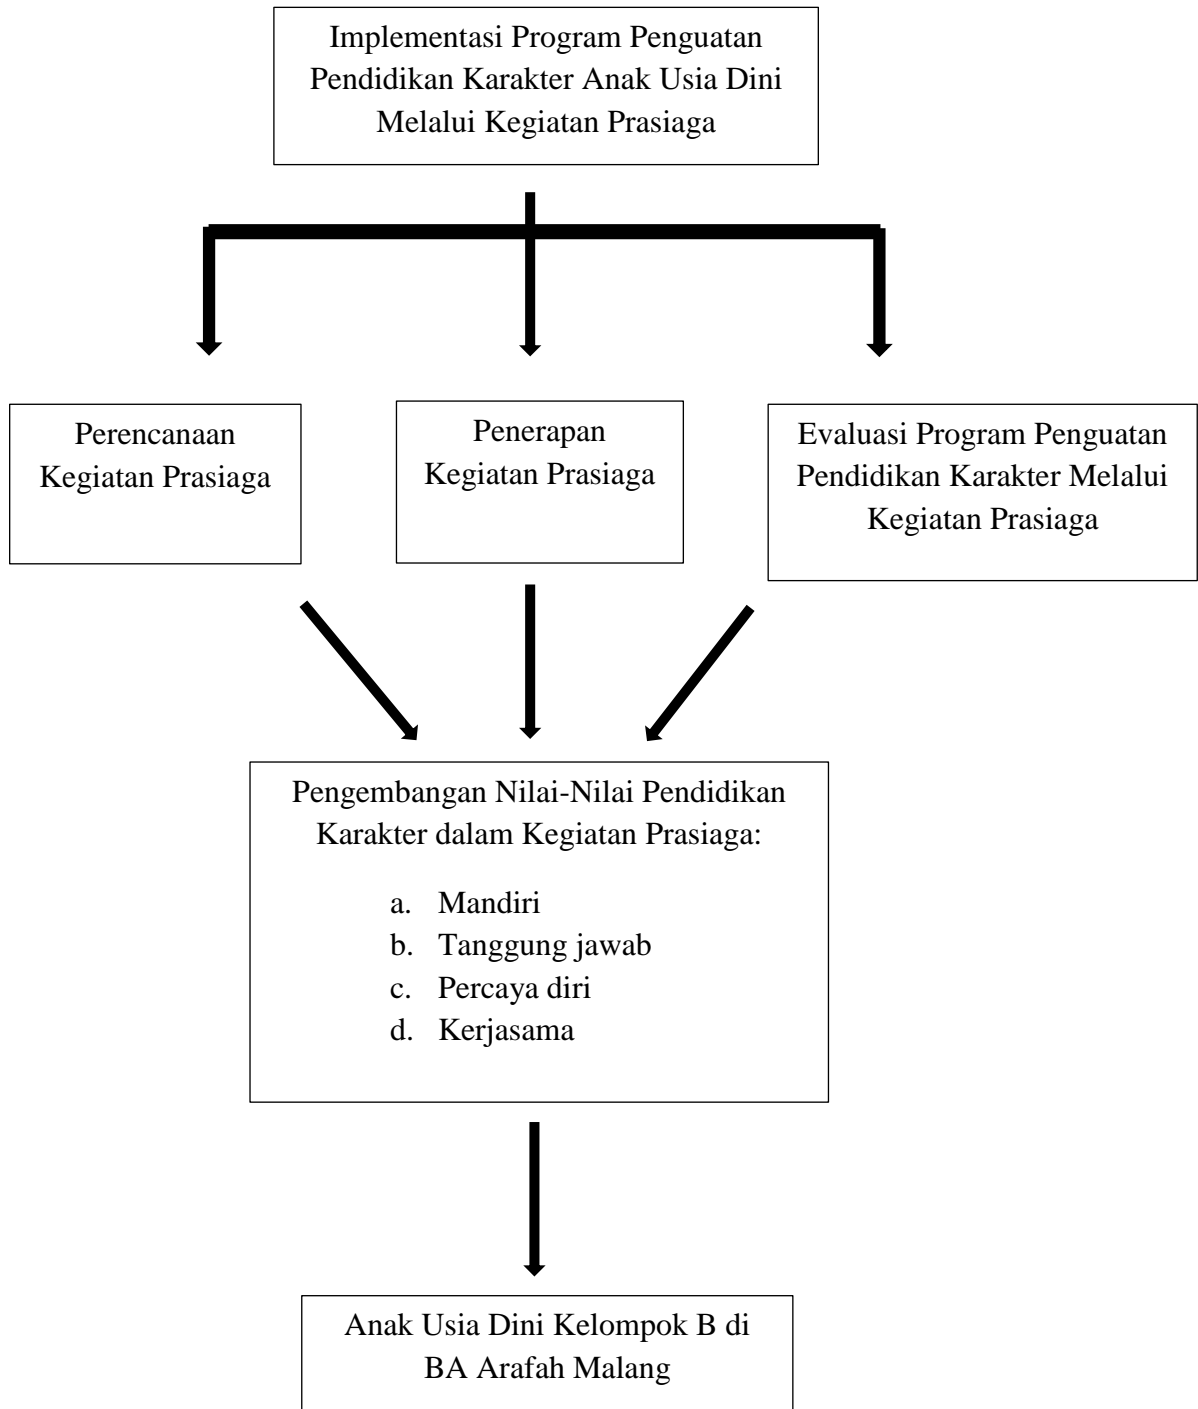 Implementasi Program Penguatan
Pendidikan Karakter Anak Usia Dini
Melalui Kegiatan Prasiaga
Perencanaan
Kegiatan Prasiaga
Penerapan
Kegiatan Prasiaga
Evaluasi Program Penguatan
Pendidikan Karakter Melalui
Kegiatan Prasiaga
Pengembangan Nilai-Nilai Pendidikan
Karakter dalam Kegiatan Prasiaga:
a. Mandiri
b. Tanggung jawab
c. Percaya diri
d. Kerjasama
Anak Usia Dini Kelompok B di
BA Arafah Malang